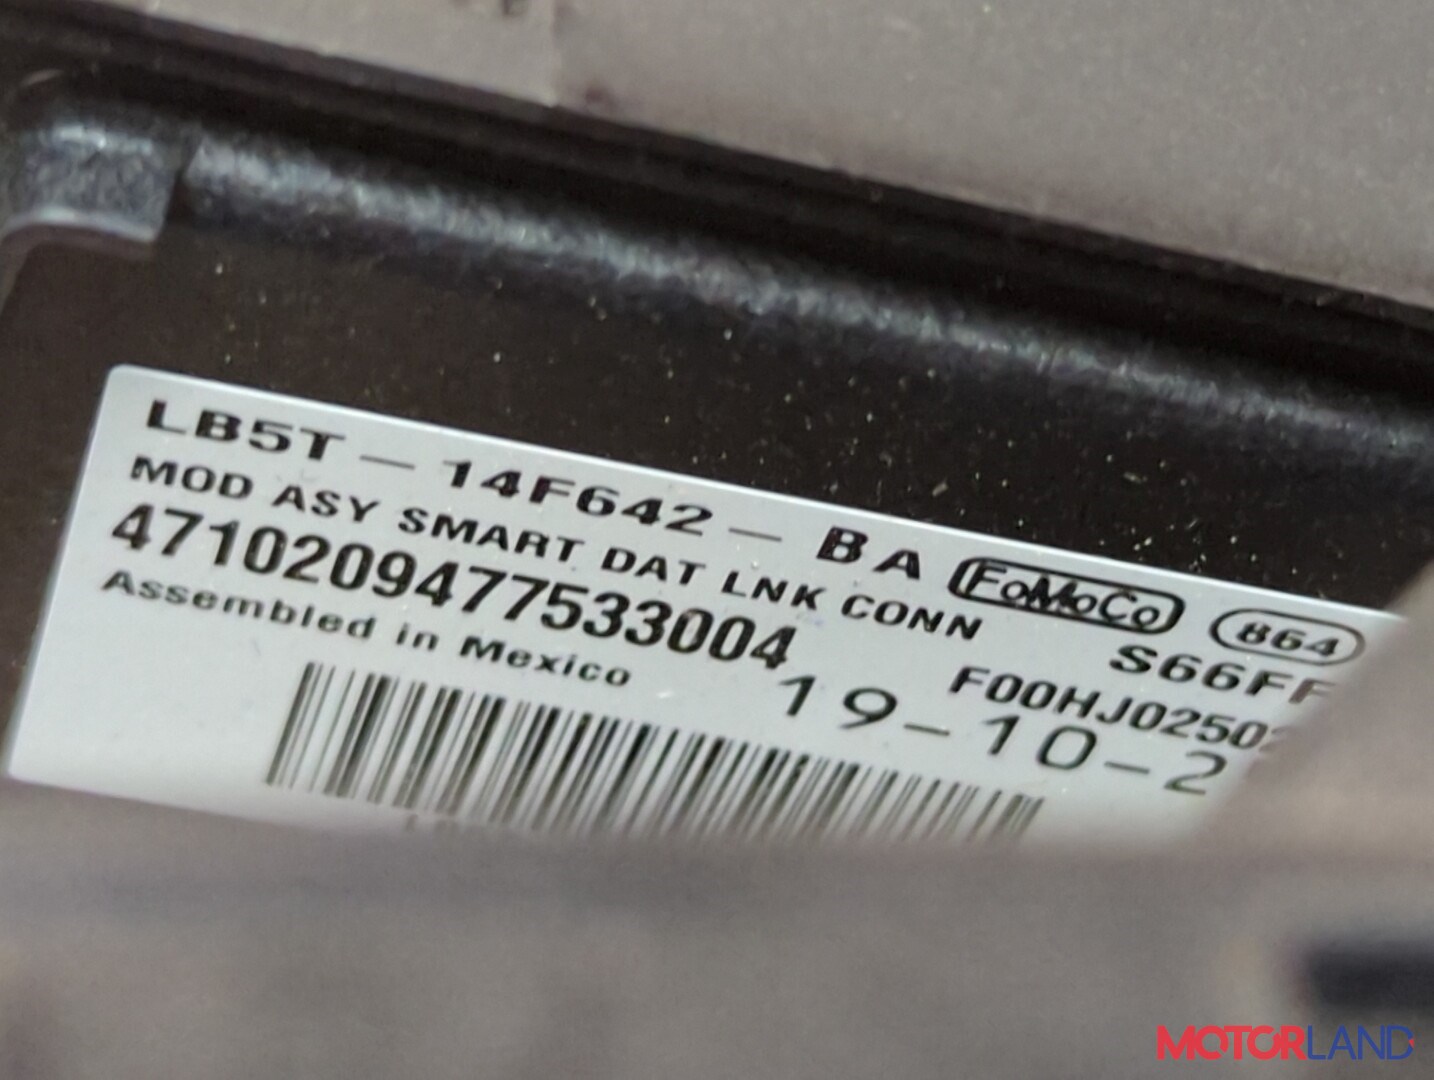 LB5T - 14F642 - BA FoMoCo 864
MOD ASY SMART DAT LNK CONN S66FF
4710209477533004 F00HJ0250
Assembled in Mexico 19-10-2
MOTORLAND